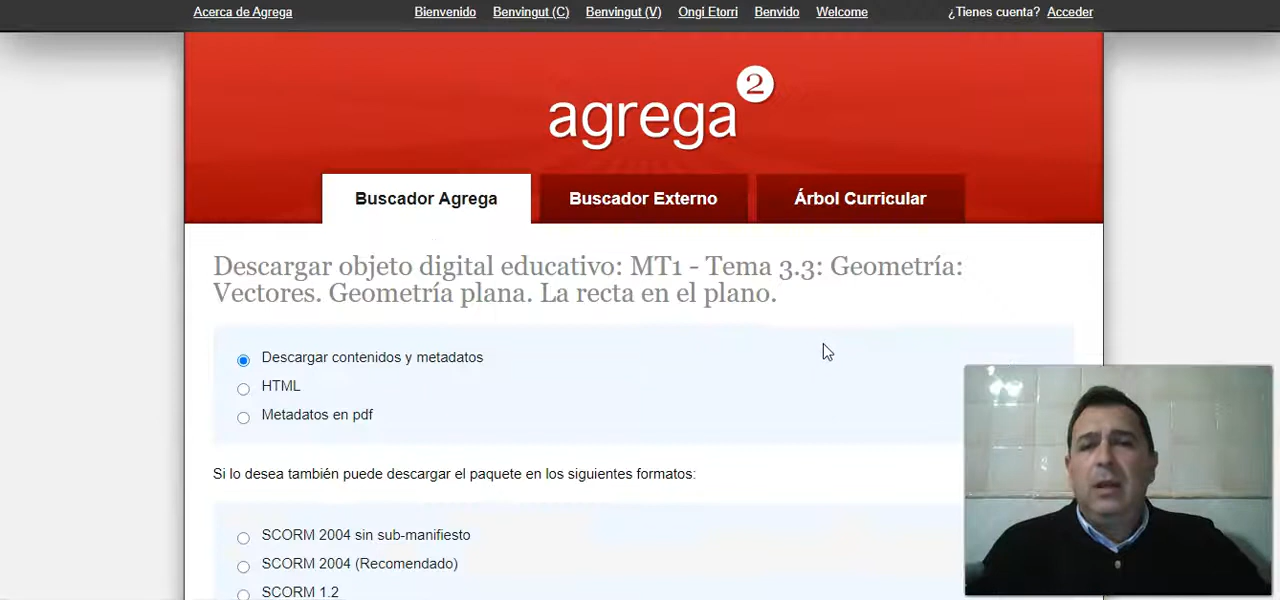 Acerca de Agrega Bienvenido Benvingut (C) Benvingut (V) Ongi Etorri Benvido Welcome ¿Tienes cuenta? Acceder
agrega 2
Buscador Agrega Buscador Externo Árbol Curricular
Descargar objeto digital educativo: MT1 - Tema 3.3: Geometría:
Vectores. Geometría plana. La recta en el plano.
Descargar contenidos y metadatos
HTML
Metadatos en pdf
Si lo desea también puede descargar el paquete en los siguientes formatos:
SCORM 2004 sin sub-manifiesto
SCORM 2004 (Recomendado)
SCORM 1.2